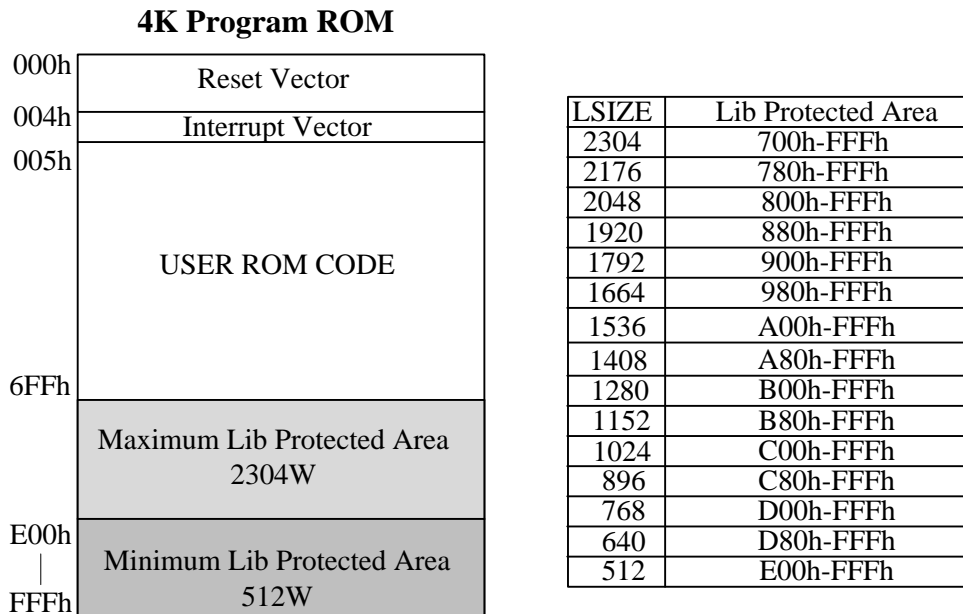 4K Program ROM
000h
Reset Vector
004h
Interrupt Vector
005h
USER ROM CODE
6FFh
Maximum Lib Protected Area
2304W
E00h
Minimum Lib Protected Area
512W
FFFh
LSIZE Lib Protected Area
2304 700h-FFFh
2176 780h-FFFh
2048 800h-FFFh
1920 880h-FFFh
1792 900h-FFFh
1664 980h-FFFh
1536 A00h-FFFh
1408 A80h-FFFh
1280 B00h-FFFh
1152 B80h-FFFh
1024 C00h-FFFh
896 C80h-FFFh
768 D00h-FFFh
640 D80h-FFFh
512 E00h-FFFh